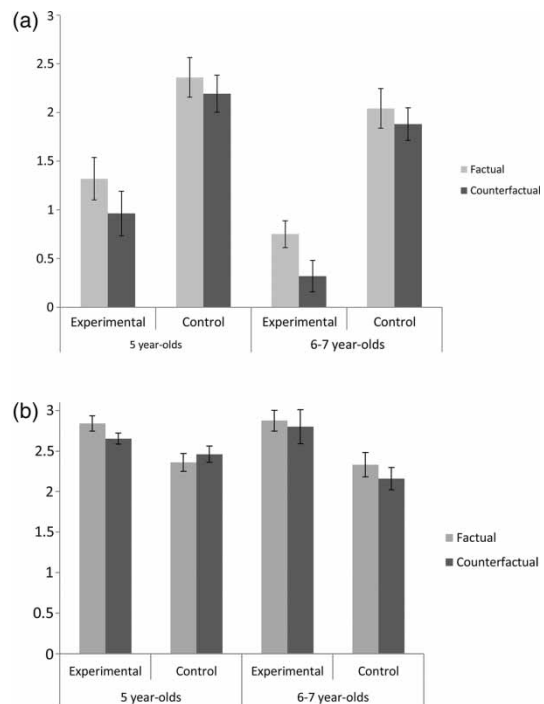 (a)
3
2.5
2
1.5
1
0.5
0
Factual
Counterfactual
Experimental Control Experimental Control
5 year-olds 6-7 year-olds
(b)
3
2.5
2
1.5
1
0.5
0
Factual
Counterfactual
Experimental Control Experimental Control
5 year-olds 6-7 year-olds